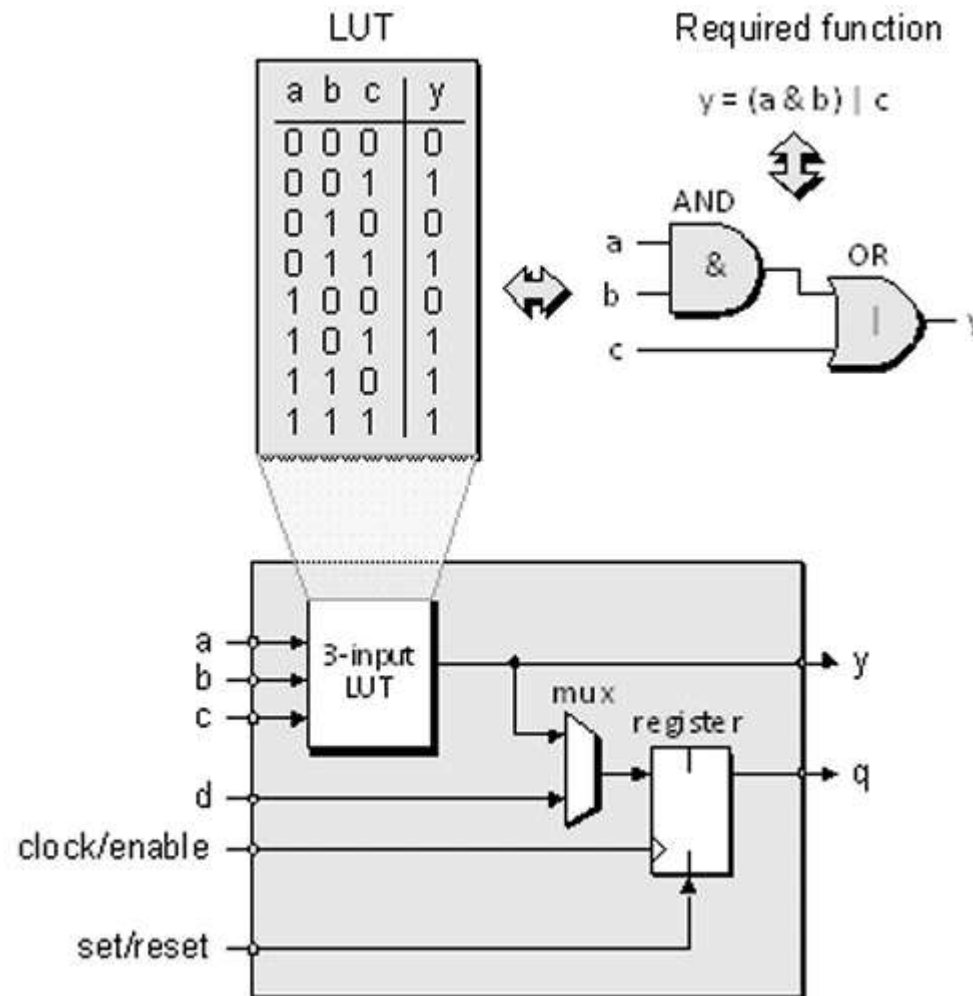 LUT
Required function
a b c y
0 0 0 0
0 0 1 1
0 1 0 0
0 1 1 1
1 0 0 0
1 0 1 1
1 1 0 1
1 1 1 1
y = (a & b) | c
AND
a
&
OR
b
|
y
c
a
3-input
LUT
y
b
c
mux
register
q
d
clock/enable
set/reset